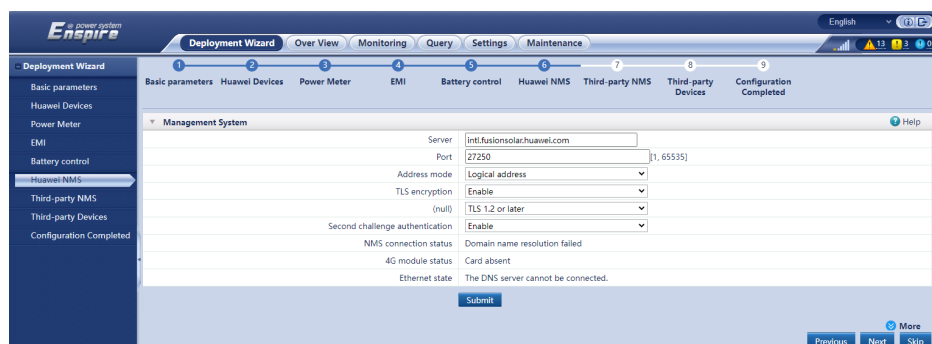 e power system
Enspire
English
Deployment Wizard Over View Monitoring Query Settings Maintenance
13 3 0
Deployment Wizard
Basic parameters
Huawei Devices
Power Meter
EMI
Battery control
Huawei NMS
Third-party NMS
Third-party Devices
Configuration Completed
1 2 3 4 5 6 7 8 9
Basic parameters Huawei Devices Power Meter EMI Battery control Huawei NMS Third-party NMS Third-party Devices Configuration Completed
Management System Help
Server intl.fusionsolar.huawei.com
Port 27250 [1, 65535]
Address mode Logical address
TLS encryption Enable
(null) TLS 1.2 or later
Second challenge authentication Enable
NMS connection status Domain name resolution failed
4G module status Card absent
Ethernet state The DNS server cannot be connected.
Submit
More
Previous Next Skip